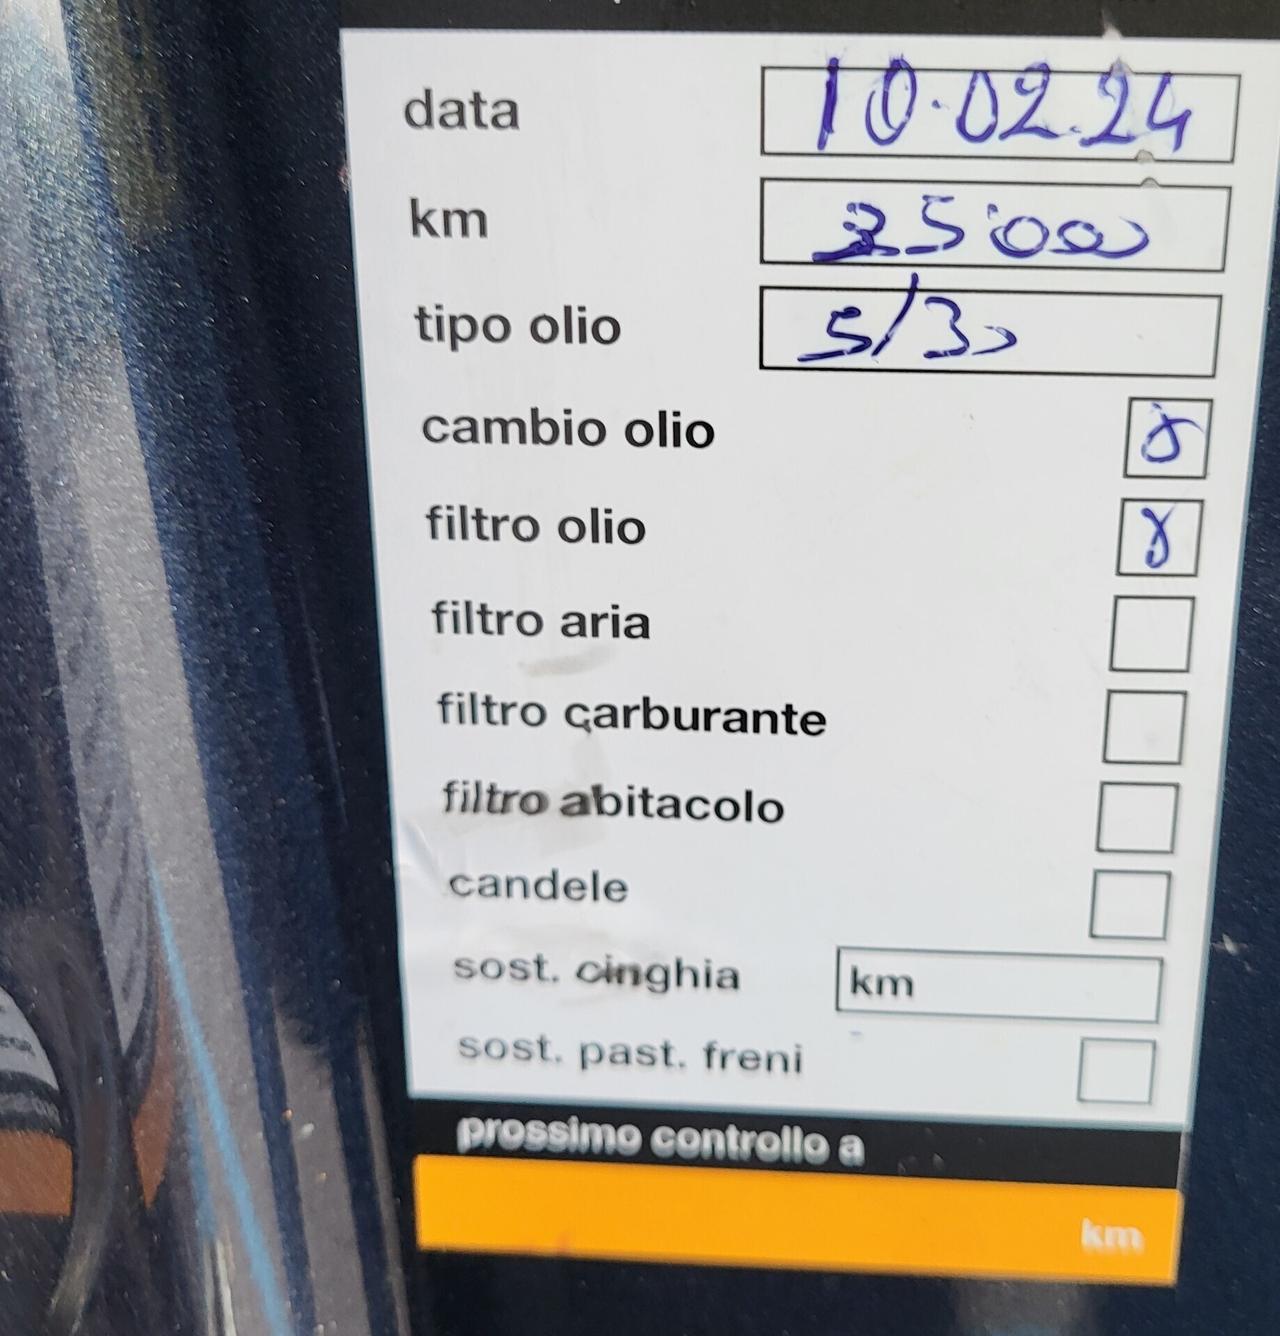 data 10.02.24
km
tipo olio 5/30
cambio olio
filtro olio
filtro aria
filtro carburante
filtro abitacolo
candele
sost. cinghia km
sost. past. freni
prossimo controllo a
km